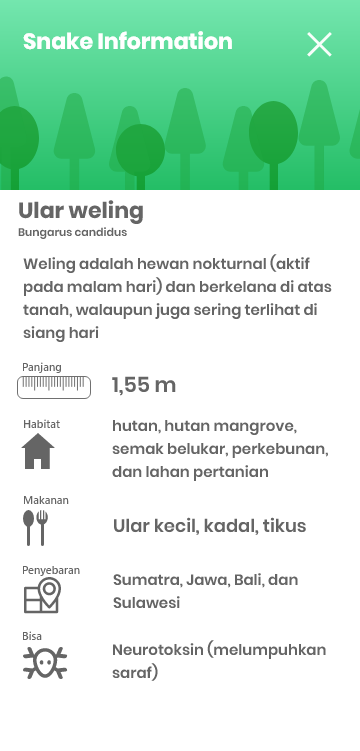 Snake Information
Ular weling
Bungarus candidus
Weling adalah hewan nokturnal (aktif
pada malam hari) dan berkelana di atas
tanah, walaupun juga sering terlihat di
siang hari
Panjang
1,55 m
Habitat
hutan, hutan mangrove,
semak belukar, perkebunan,
dan lahan pertanian
Makanan
Ular kecil, kadal, tikus
Penyebaran
Sumatra, Jawa, Bali, dan
Sulawesi
Bisa
Neurotoksin (melumpuhkan
saraf)